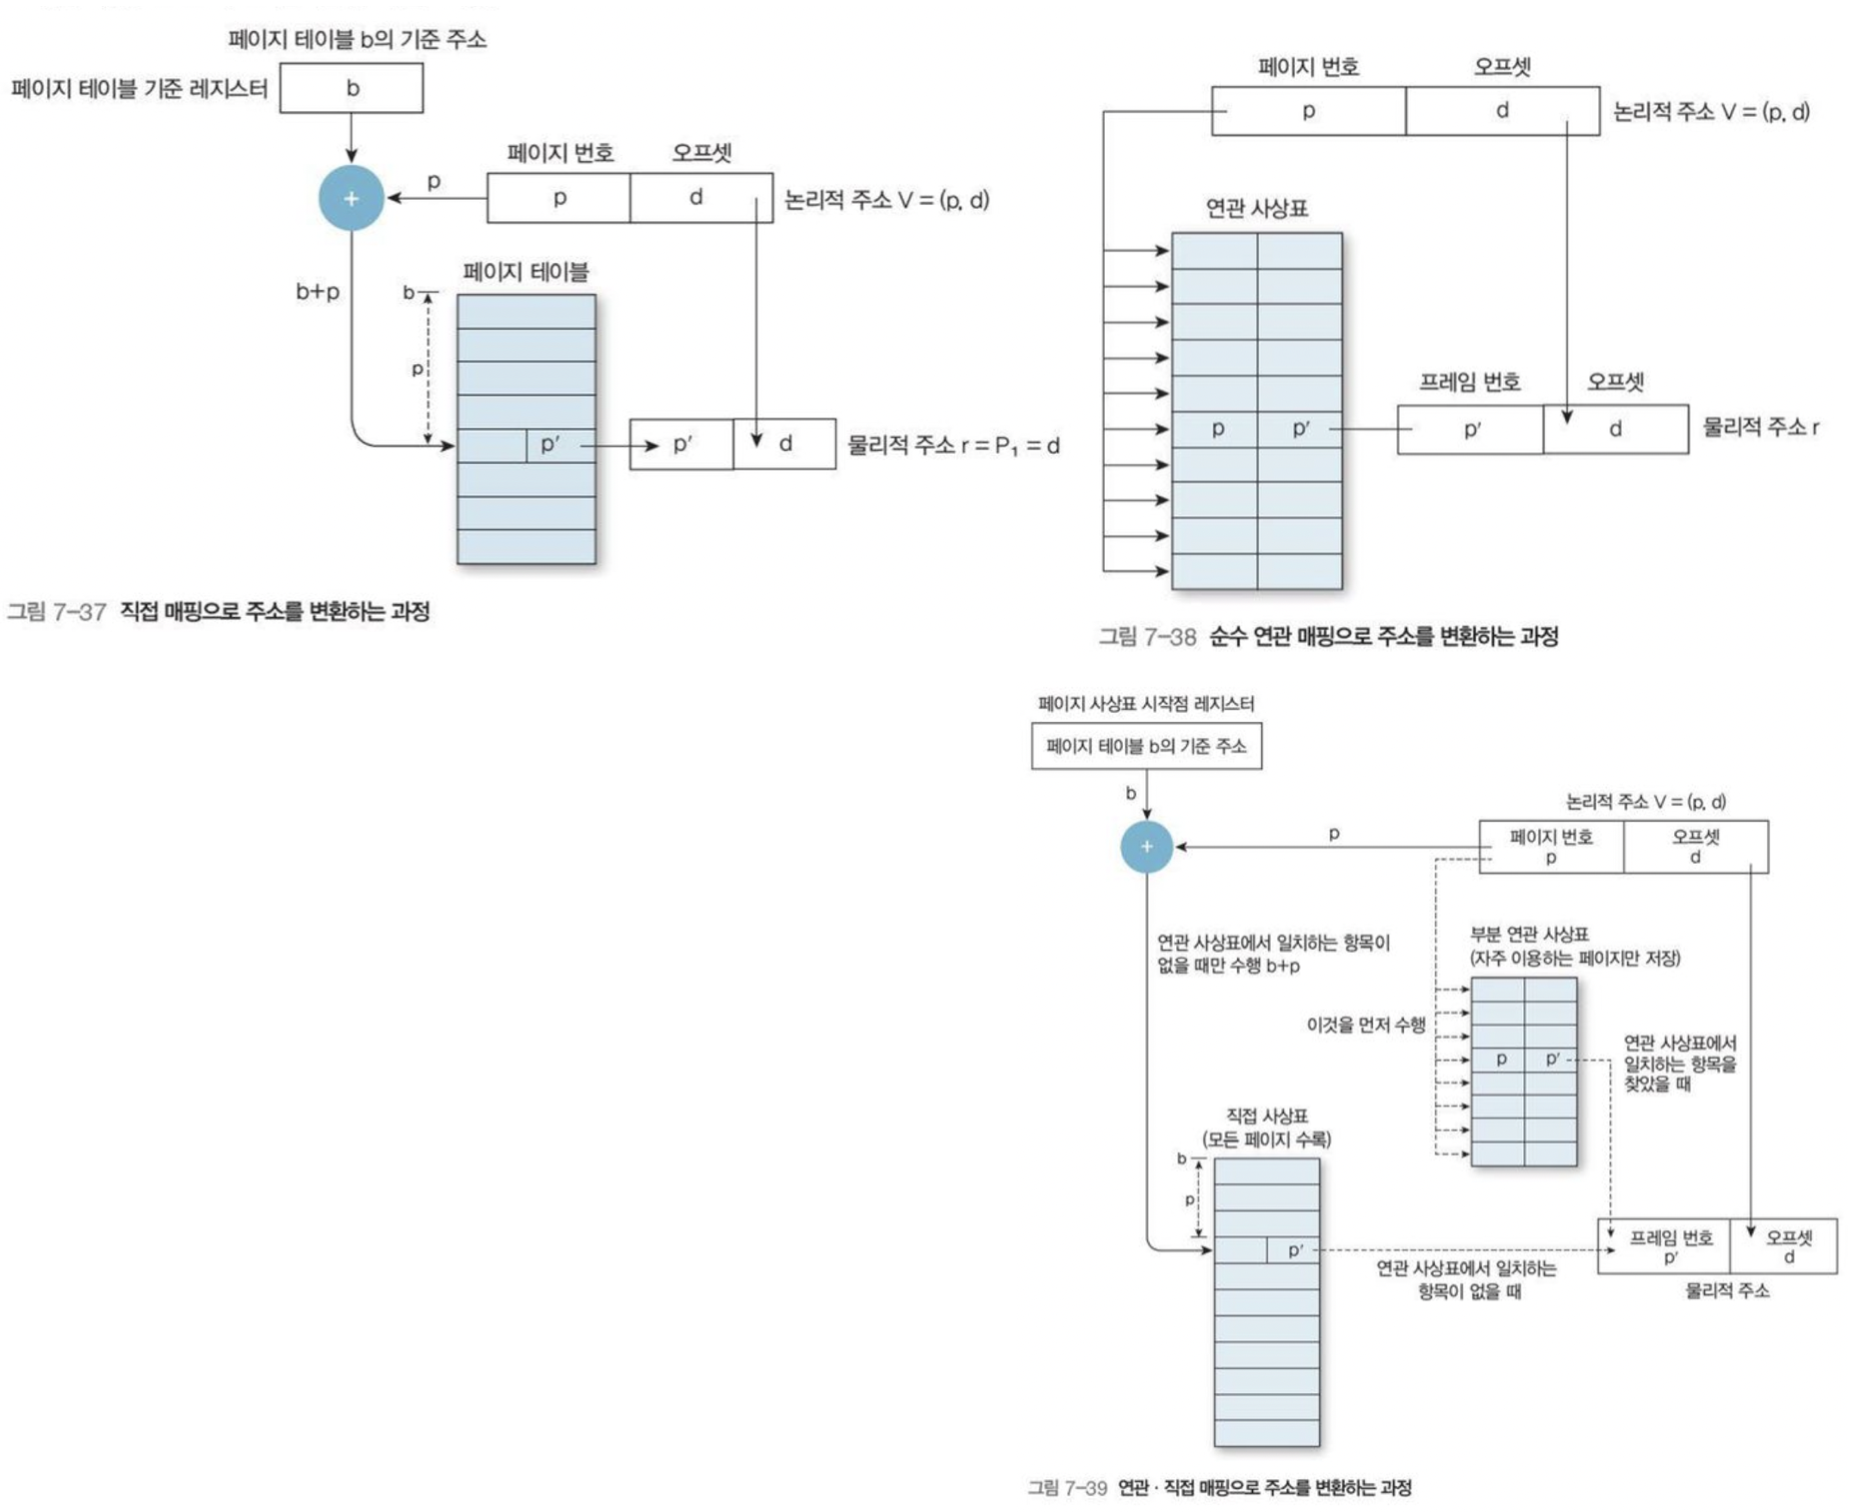 페이지 테이블 b의 기준 주소
페이지 테이블 기준 레지스터
b
+
p
페이지 번호 오프셋
p d
논리적 주소 V = (p, d)
b+p
페이지 테이블
b
p
p′
p′ d
물리적 주소 r = P₁ = d
그림 7-37 직접 매핑으로 주소를 변환하는 과정
페이지 번호 오프셋
p d
논리적 주소 V = (p, d)
연관 사상표
p p′
프레임 번호 오프셋
p′ d
물리적 주소 r
그림 7-38 순수 연관 매핑으로 주소를 변환하는 과정
페이지 사상표 시작점 레지스터
페이지 테이블 b의 기준 주소
b
+
p
논리적 주소 V = (p, d)
페이지 번호 오프셋
p d
연관 사상표에서 일치하는 항목이
없을 때만 수행 b+p
부분 연관 사상표
(자주 이용하는 페이지만 저장)
이것을 먼저 수행
p p′
연관 사상표에서
일치하는 항목을
찾았을 때
직접 사상표
(모든 페이지 수록)
b
p
p′
연관 사상표에서 일치하는
항목이 없을 때
프레임 번호 오프셋
p′ d
물리적 주소
그림 7-39 연관·직접 매핑으로 주소를 변환하는 과정